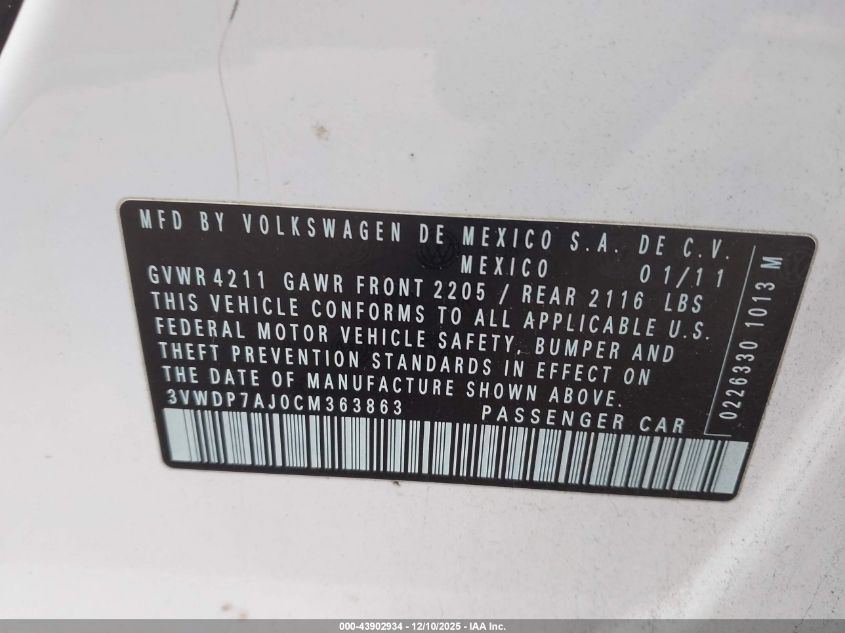 MFD BY VOLKSWAGEN DE MEXICO S.A. DE C.V.
MEXICO 01/11
GVWR 4211 GAWR FRONT 2205 / REAR 2116 LBS
THIS VEHICLE CONFORMS TO ALL APPLICABLE U.S.
FEDERAL MOTOR VEHICLE SAFETY, BUMPER AND
THEFT PREVENTION STANDARDS IN EFFECT ON
THE DATE OF MANUFACTURE SHOWN ABOVE.
3VWDP7AJ0CM363863 PASSENGER CAR
0226330 1013 M
000-43902934 - 12/10/2025 - IAA Inc.